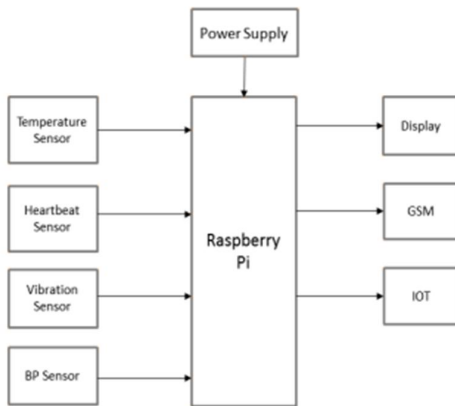 Power Supply
Temperature
Sensor
Display
Heartbeat
Sensor
GSM
Raspberry
Pi
Vibration
Sensor
IOT
BP Sensor